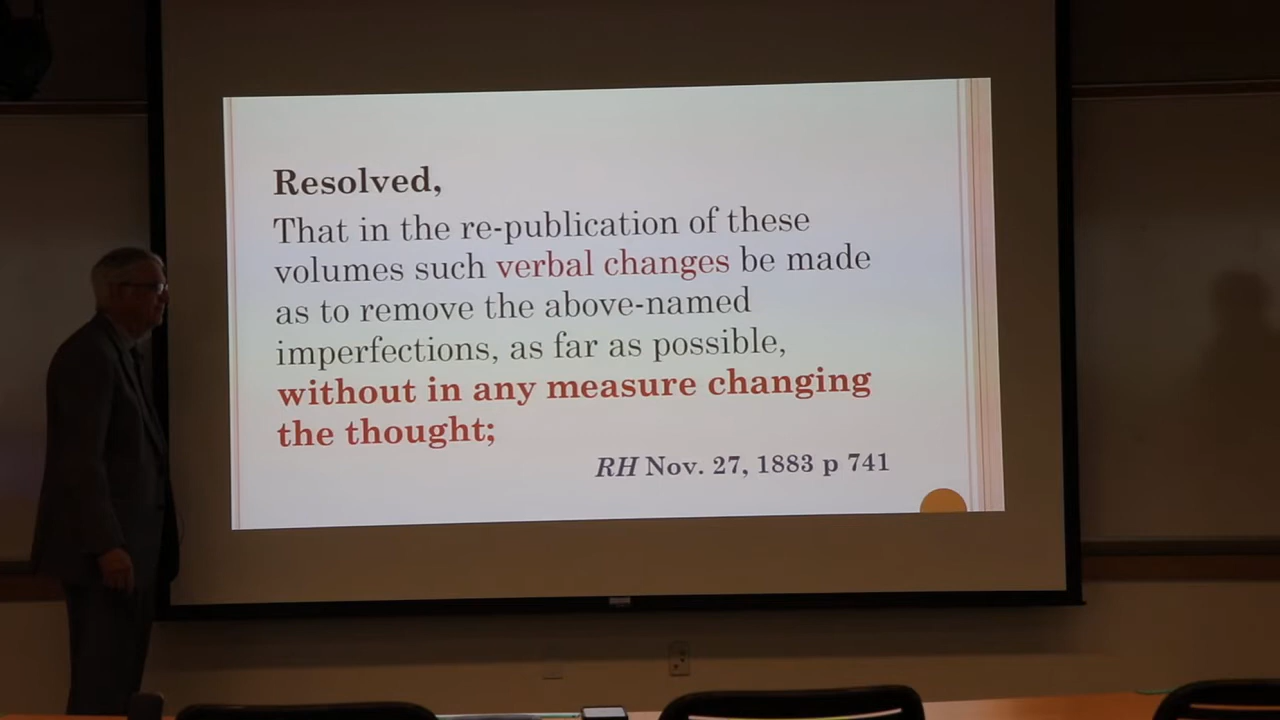 Resolved,
That in the re-publication of these
volumes such verbal changes be made
as to remove the above-named
imperfections, as far as possible,
without in any measure changing
the thought;
RH Nov. 27, 1883 p 741